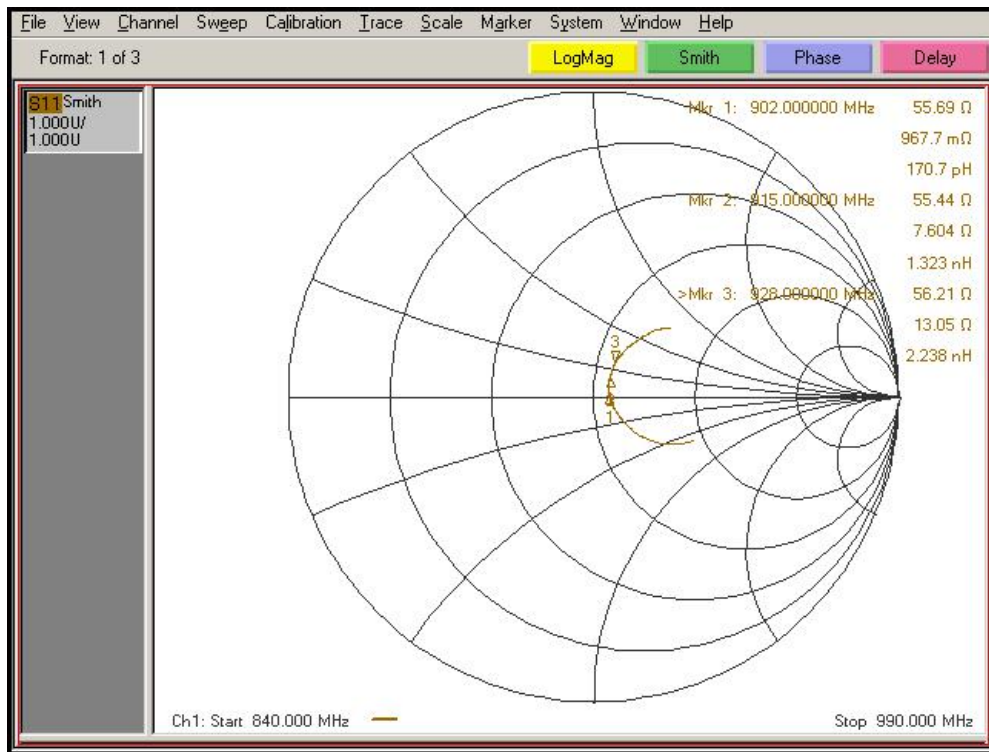 File View Channel Sweep Calibration Trace Scale Marker System Window Help
Format: 1 of 3 LogMag Smith Phase Delay
S11 Smith
1.000U/
1.000U
Mkr 1: 902.000000 MHz 55.69 Ω
967.7 mΩ
170.7 pH
Mkr 2: 915.000000 MHz 55.44 Ω
7.604 Ω
1.323 nH
>Mkr 3: 928.000000 MHz 56.21 Ω
13.05 Ω
2.238 nH
3
1
Ch1: Start 840.000 MHz Stop 990.000 MHz